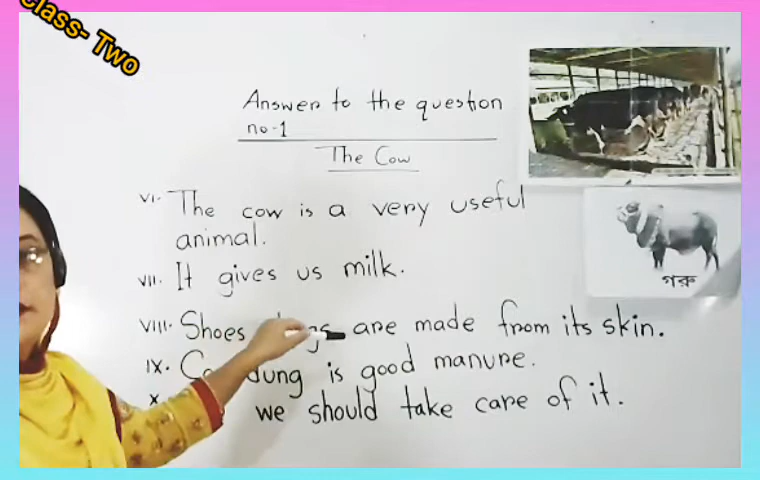 Class- Two
Answer to the question
no-1
The Cow
VI. The cow is a very useful
animal.
VII. It gives us milk.
VIII. Shoes are made from its skin.
IX. dung is good manure.
X we should take care of it.
গরু